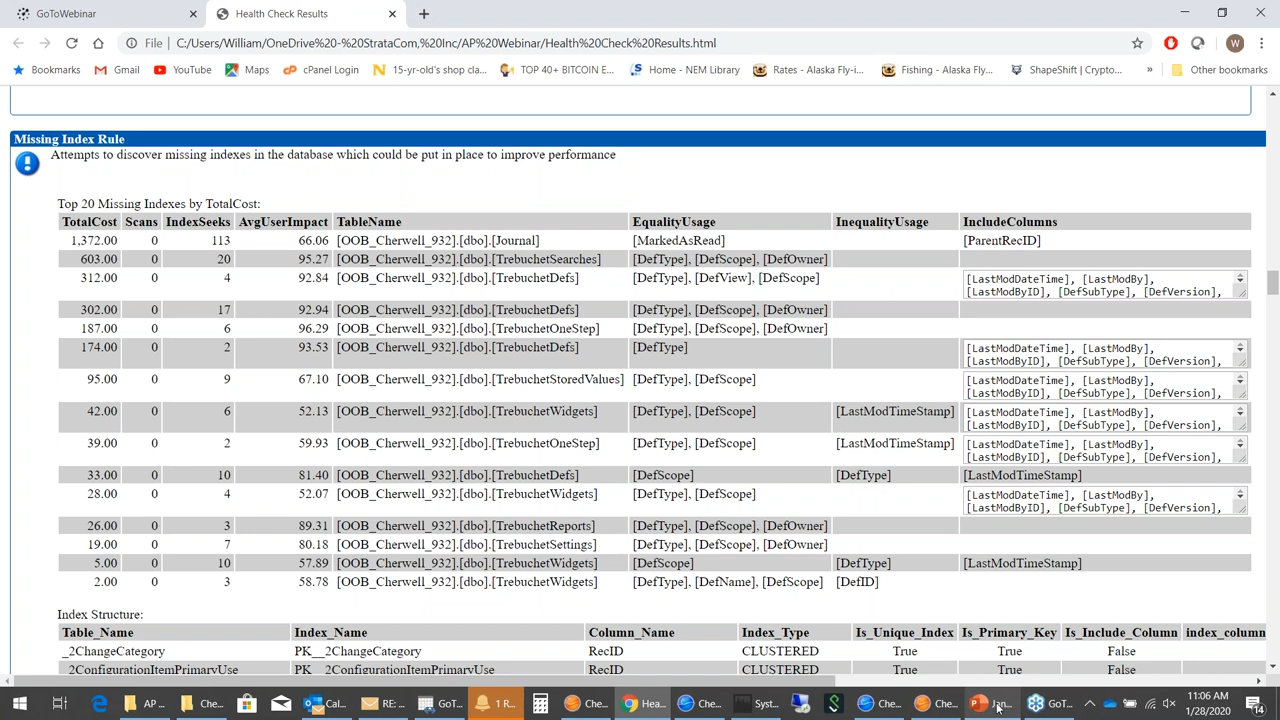 GoToWebinar
Health Check Results
File | C:/Users/William/OneDrive%20-%20StrataCom,%20Inc/AP%20Webinar/Health%20Check%20Results.html
W
Bookmarks Gmail YouTube Maps cPanel Login 15-yr-old's shop cla... TOP 40+ BITCOIN E... Home - NEM Library Rates - Alaska Fly-i... Fishing - Alaska Fly... ShapeShift | Crypto... » Other bookmarks
Missing Index Rule
Attempts to discover missing indexes in the database which could be put in place to improve performance
Top 20 Missing Indexes by TotalCost:
TotalCost Scans IndexSeeks AvgUserImpact TableName EqualityUsage InequalityUsage IncludeColumns
1,372.00 0 113 66.06 [OOB_Cherwell_932].[dbo].[Journal] [MarkedAsRead] [ParentRecID]
603.00 0 20 95.27 [OOB_Cherwell_932].[dbo].[TrebuchetSearches] [DefType], [DefScope], [DefOwner]
312.00 0 4 92.84 [OOB_Cherwell_932].[dbo].[TrebuchetDefs] [DefType], [DefView], [DefScope] [LastModDateTime], [LastModBy],
[LastModByID], [DefSubType], [DefVersion],
302.00 0 17 92.94 [OOB_Cherwell_932].[dbo].[TrebuchetDefs] [DefType], [DefScope], [DefOwner]
187.00 0 6 96.29 [OOB_Cherwell_932].[dbo].[TrebuchetOneStep] [DefType], [DefScope], [DefOwner]
174.00 0 2 93.53 [OOB_Cherwell_932].[dbo].[TrebuchetDefs] [DefType] [LastModDateTime], [LastModBy],
[LastModByID], [DefSubType], [DefVersion],
95.00 0 9 67.10 [OOB_Cherwell_932].[dbo].[TrebuchetStoredValues] [DefType], [DefScope] [LastModDateTime], [LastModBy],
[LastModByID], [DefSubType], [DefVersion],
42.00 0 6 52.13 [OOB_Cherwell_932].[dbo].[TrebuchetWidgets] [DefType], [DefScope] [LastModTimeStamp] [LastModDateTime], [LastModBy],
[LastModByID], [DefSubType], [DefVersion],
39.00 0 2 59.93 [OOB_Cherwell_932].[dbo].[TrebuchetOneStep] [DefType], [DefScope] [LastModTimeStamp] [LastModDateTime], [LastModBy],
[LastModByID], [DefSubType], [DefVersion],
33.00 0 10 81.40 [OOB_Cherwell_932].[dbo].[TrebuchetDefs] [DefScope] [DefType] [LastModTimeStamp]
28.00 0 4 52.07 [OOB_Cherwell_932].[dbo].[TrebuchetWidgets] [DefType], [DefScope] [LastModDateTime], [LastModBy],
[LastModByID], [DefSubType], [DefVersion],
26.00 0 3 89.31 [OOB_Cherwell_932].[dbo].[TrebuchetReports] [DefType], [DefScope], [DefOwner]
19.00 0 7 80.18 [OOB_Cherwell_932].[dbo].[TrebuchetSettings] [DefType], [DefScope], [DefOwner]
5.00 0 10 57.89 [OOB_Cherwell_932].[dbo].[TrebuchetWidgets] [DefScope] [DefType] [LastModTimeStamp]
2.00 0 3 58.78 [OOB_Cherwell_932].[dbo].[TrebuchetWidgets] [DefType], [DefName], [DefScope] [DefID]
Index Structure:
Table_Name Index_Name Column_Name Index_Type Is_Unique_Index Is_Primary_Key Is_Include_Column index_column
_2ChangeCategory PK__2ChangeCategory RecID CLUSTERED True True False
_2ConfigurationItemPrimaryUse PK__2ConfigurationItemPrimaryUse RecID CLUSTERED True True False
AP ... Che... Cal... RE: ... GoT... 1 R... Che... Hea... Che... Syst... Che... Che... Jan... GoT... 11:06 AM
1/28/2020 14